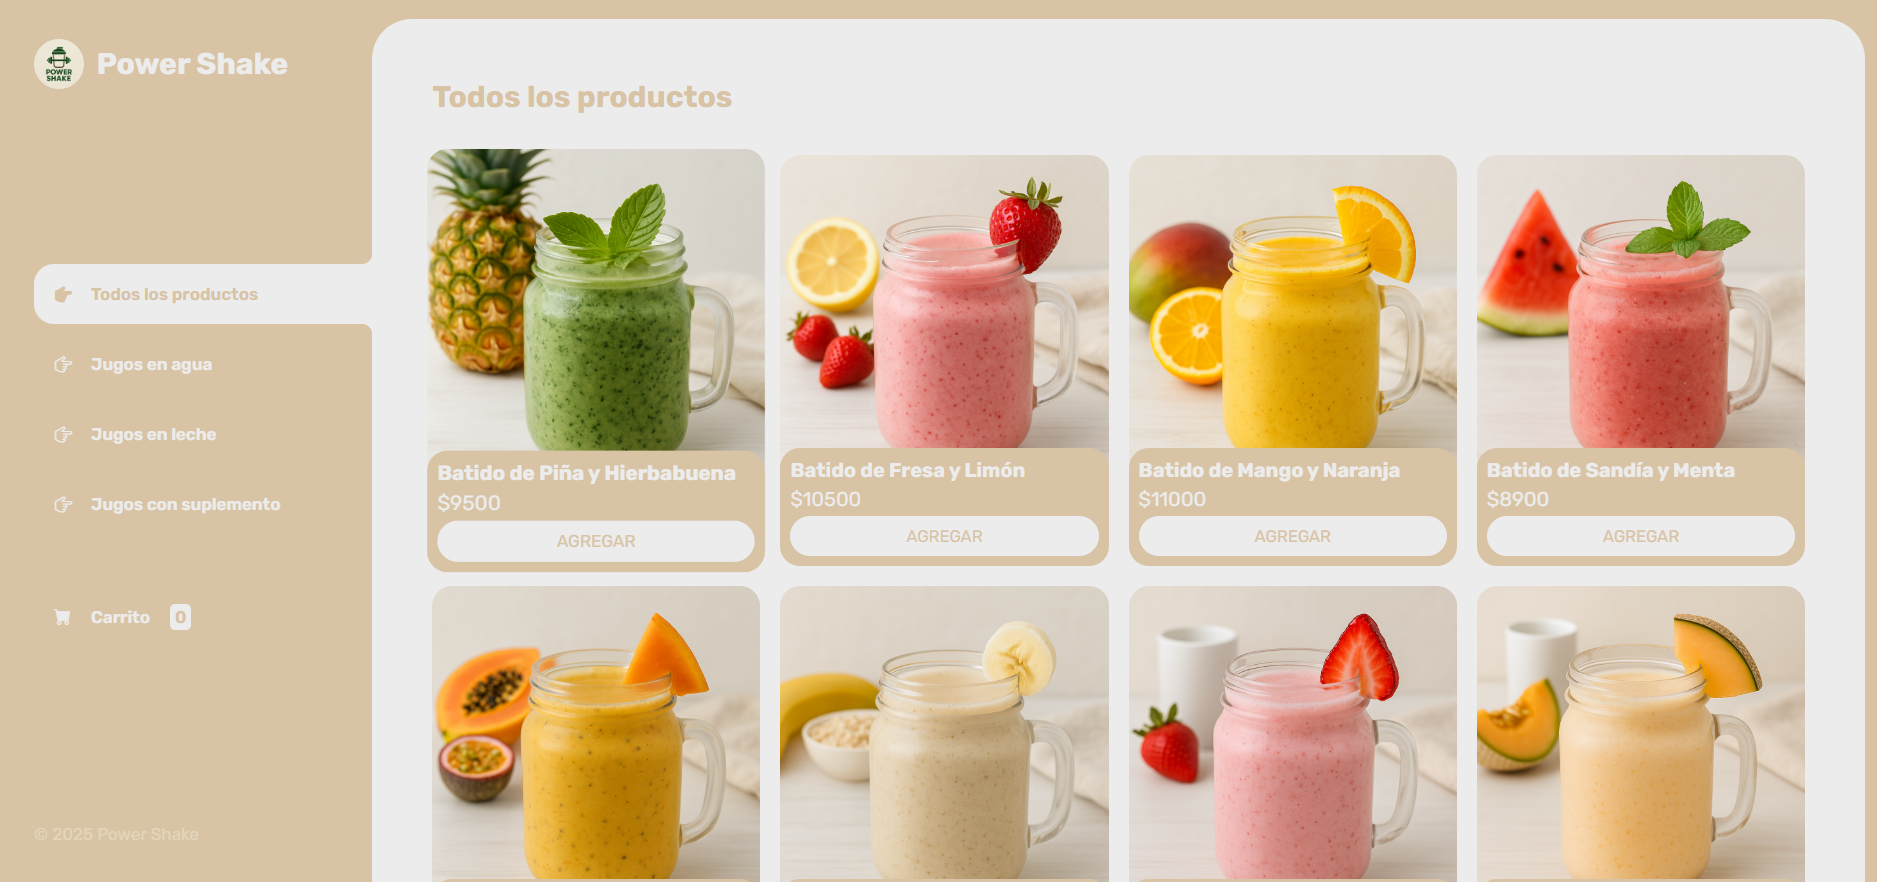 POWER
SHAKE
Power Shake
Todos los productos
Jugos en agua
Jugos en leche
Jugos con suplemento
Carrito 0
© 2025 Power Shake
Todos los productos
Batido de Piña y Hierbabuena
$9500
AGREGAR
Batido de Fresa y Limón
$10500
AGREGAR
Batido de Mango y Naranja
$11000
AGREGAR
Batido de Sandía y Menta
$8900
AGREGAR